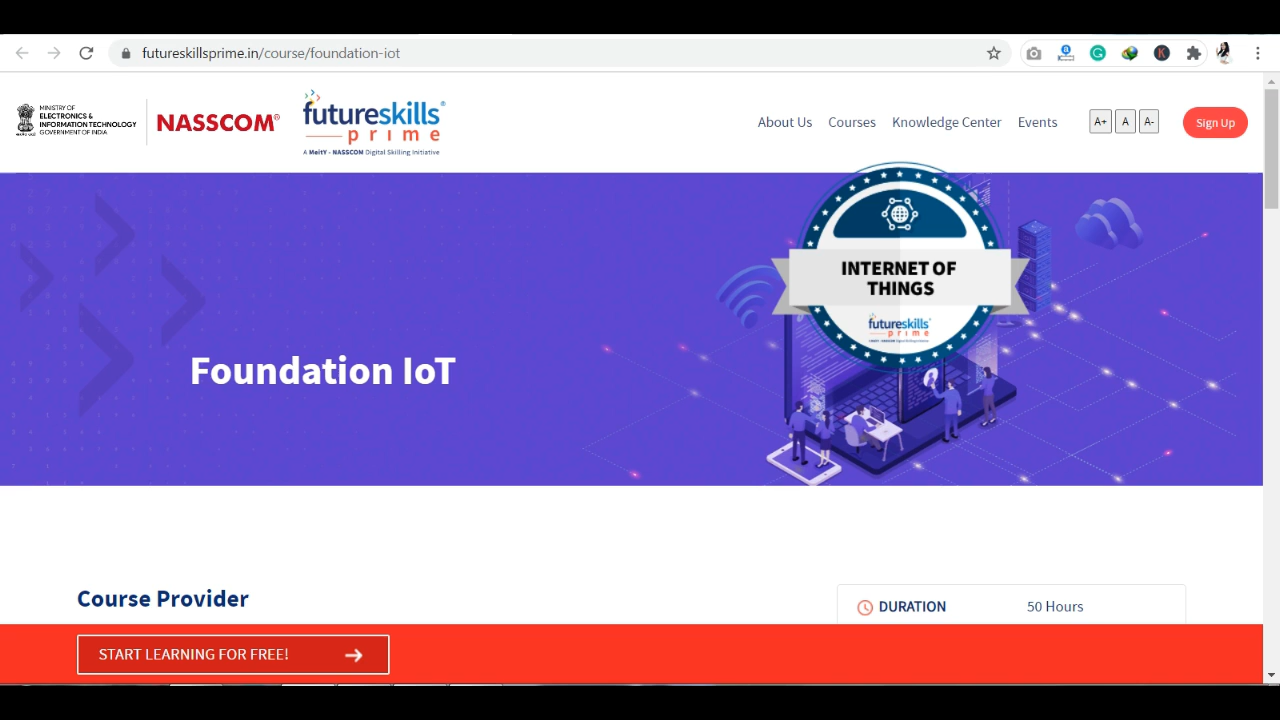 futureskillsprime.in/course/foundation-iot
MINISTRY OF
ELECTRONICS &
INFORMATION TECHNOLOGY
GOVERNMENT OF INDIA
NASSCOM®
futureskills®
prime
A MeitY - NASSCOM Digital Skilling Initiative
About Us
Courses
Knowledge Center
Events
A+
A
A-
Sign Up
INTERNET OF
THINGS
futureskills
prime
Foundation IoT
Course Provider
DURATION 50 Hours
START LEARNING FOR FREE!